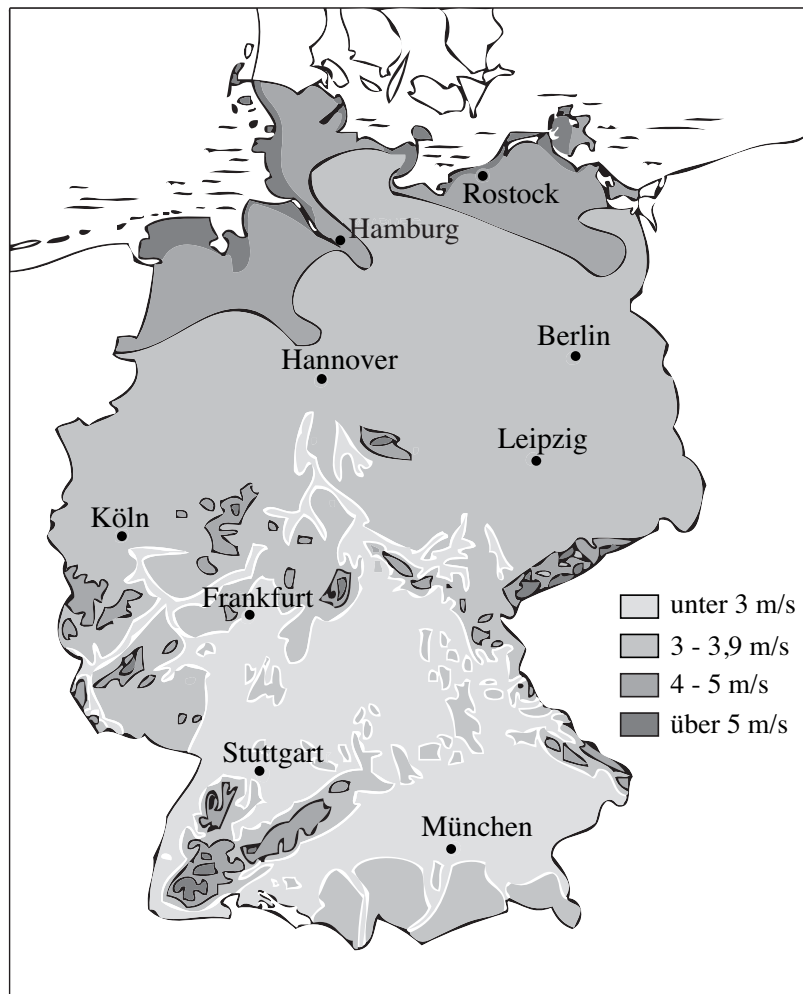 Rostock
Hamburg
Berlin
Hannover
Leipzig
Köln
Frankfurt
unter 3 m/s
3 - 3,9 m/s
4 - 5 m/s
über 5 m/s
Stuttgart
München